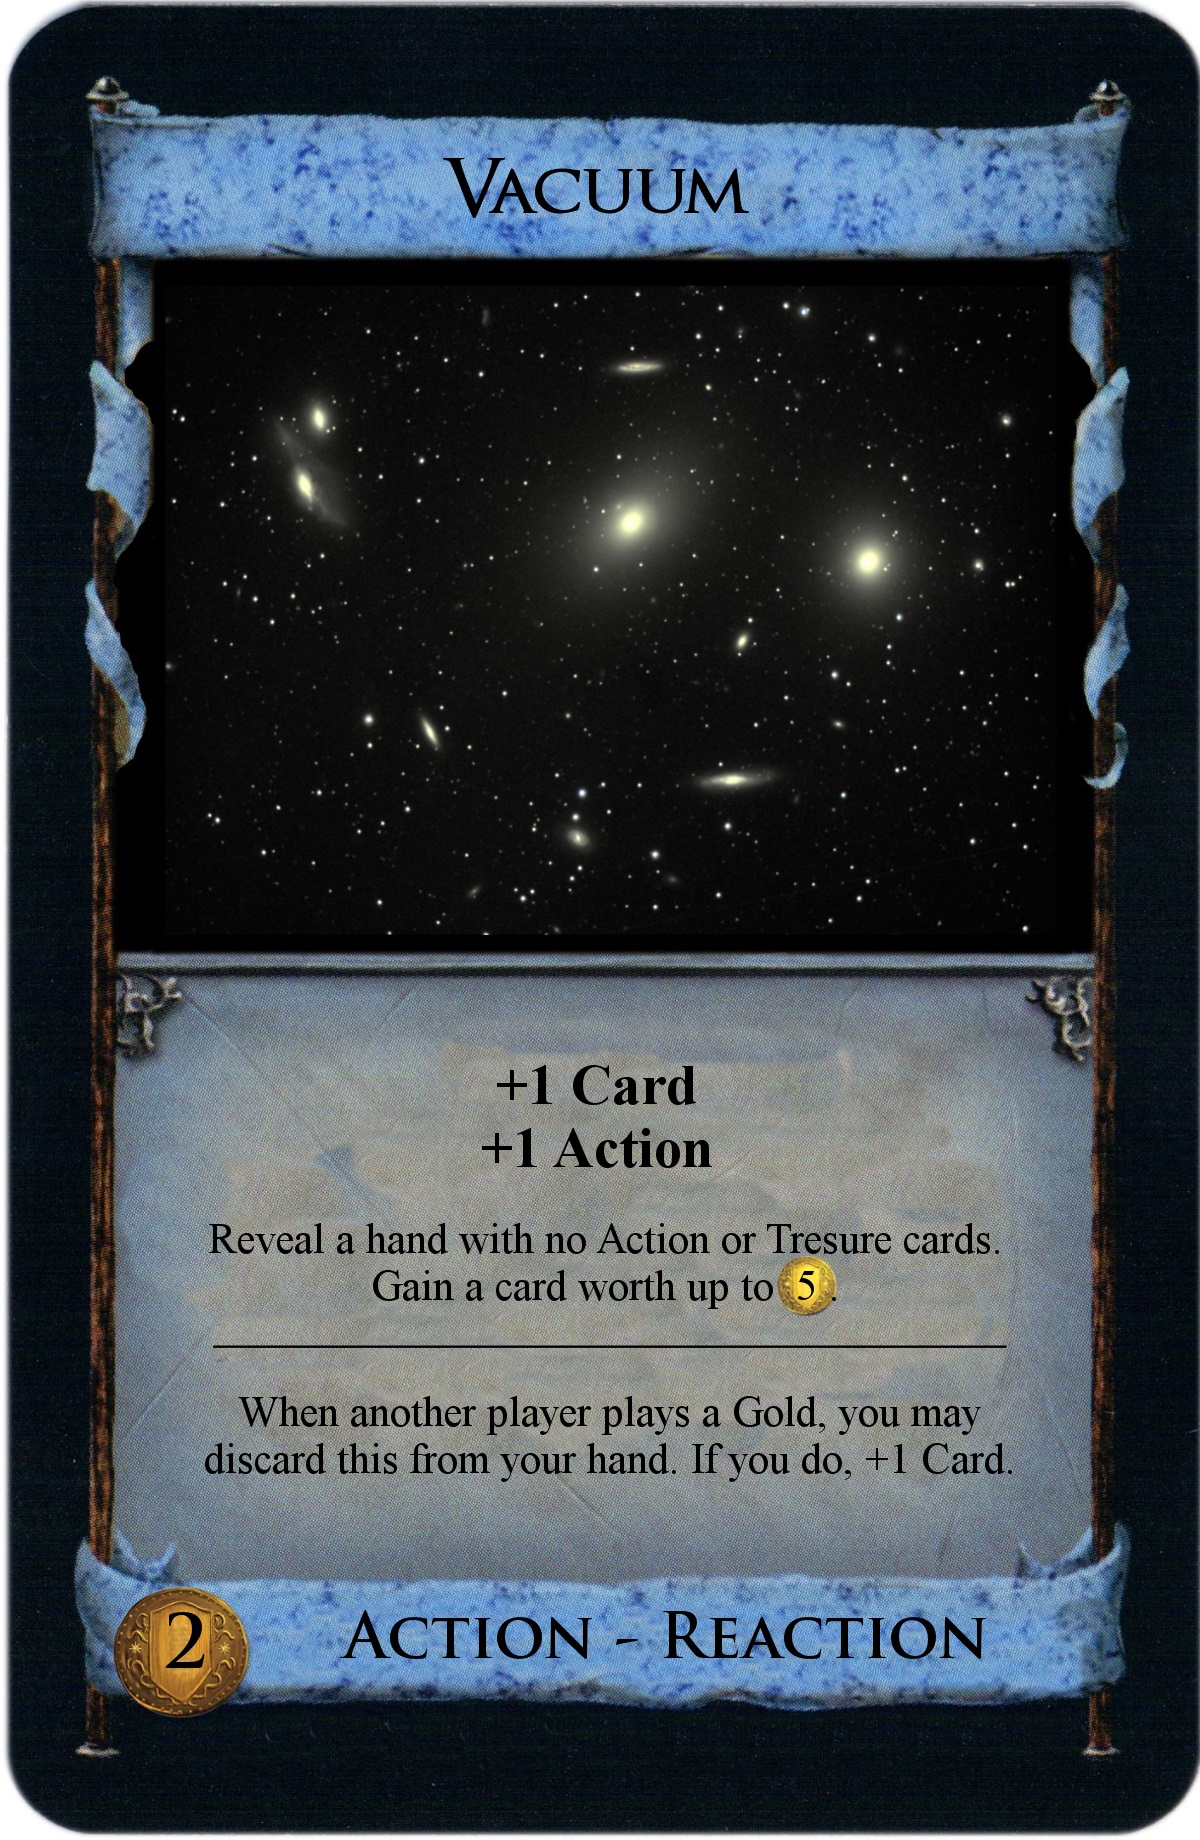 VACUUM
+1 Card
+1 Action
Reveal a hand with no Action or Tresure cards.
Gain a card worth up to 5.
When another player plays a Gold, you may
discard this from your hand. If you do, +1 Card.
2
ACTION - REACTION